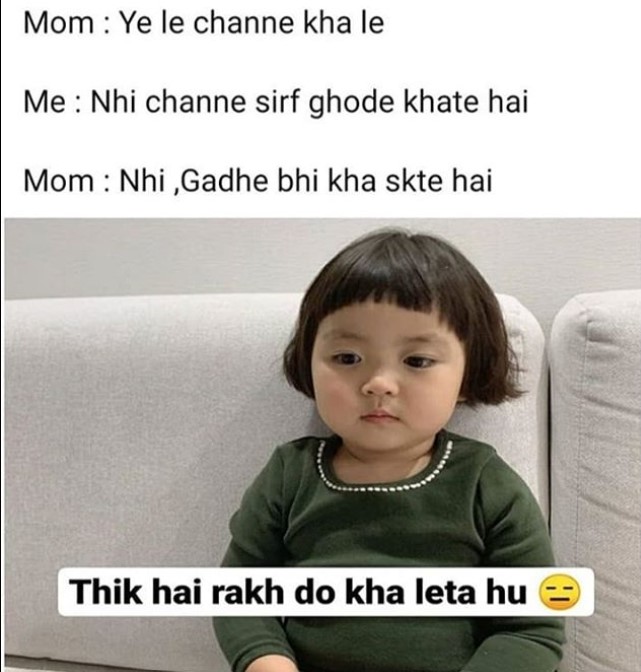 Mom : Ye le channe kha le
Me : Nhi channe sirf ghode khate hai
Mom : Nhi ,Gadhe bhi kha skte hai
Thik hai rakh do kha leta hu 😑